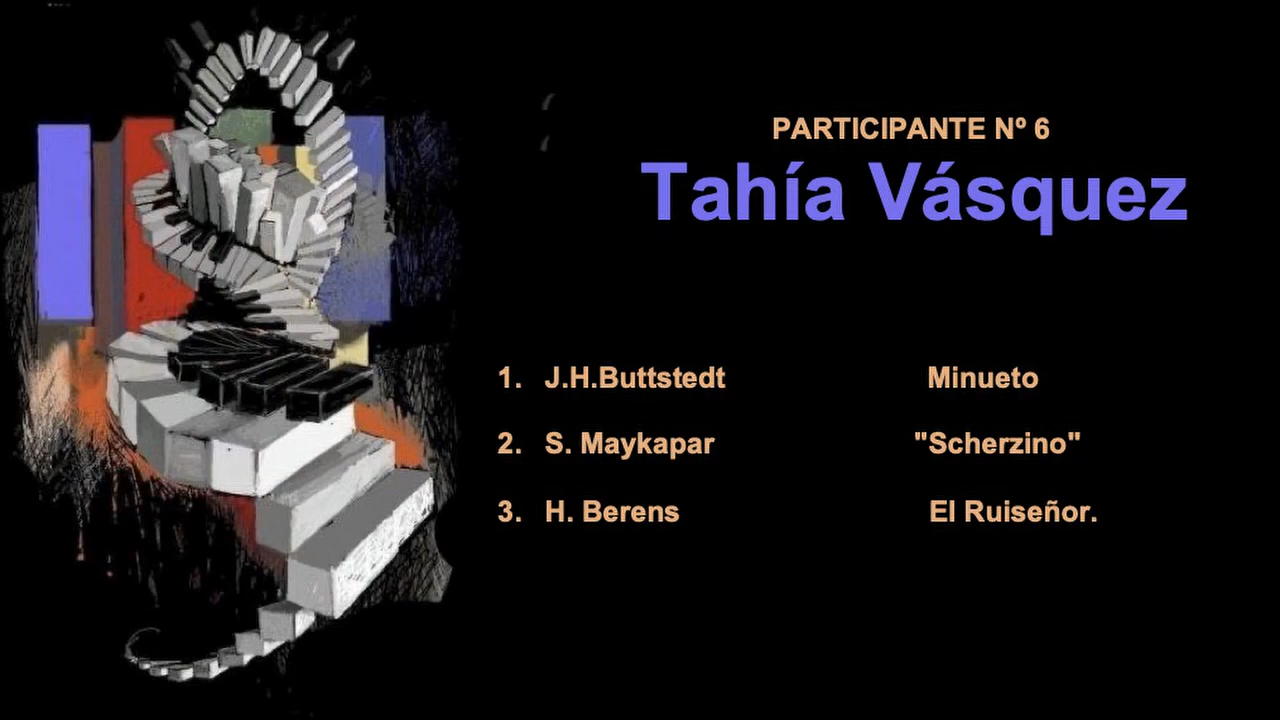 PARTICIPANTE Nº 6
Tahía Vásquez
1. J.H.Buttstedt Minueto
2. S. Maykapar "Scherzino"
3. H. Berens El Ruiseñor.